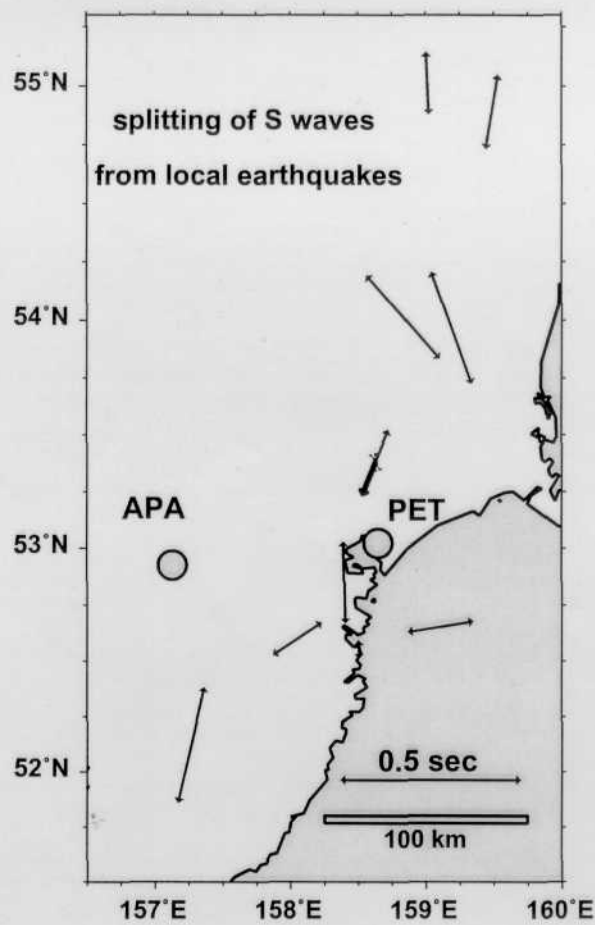 55°N
splitting of S waves
from local earthquakes
54°N
APA
PET
53°N
52°N
0.5 sec
100 km
157°E
158°E
159°E
160°E